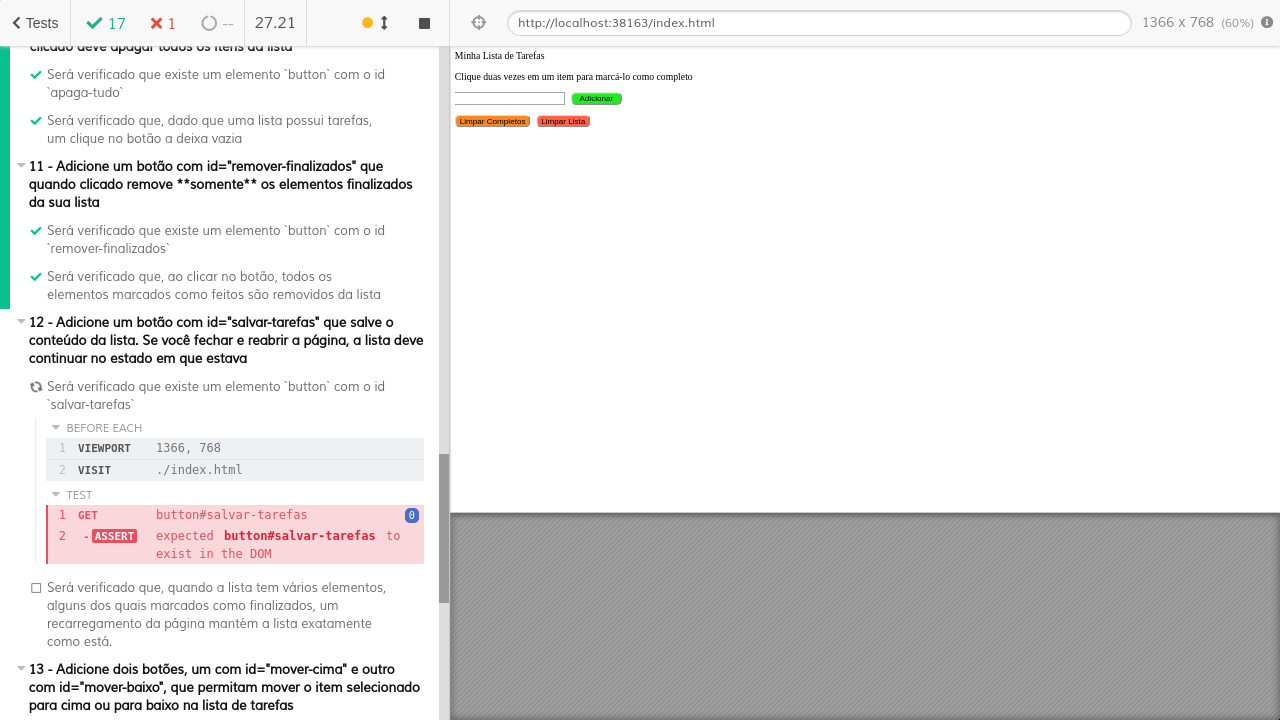 Tests
17
1
--
27.21
http://localhost:38163/index.html
1366 x 768 (60%)
clicado deve apagar todos os itens da lista
Será verificado que existe um elemento `button` com o id
`apaga-tudo`
Será verificado que, dado que uma lista possui tarefas,
um clique no botão a deixa vazia
11 - Adicione um botão com id="remover-finalizados" que
quando clicado remove **somente** os elementos finalizados
da sua lista
Será verificado que existe um elemento `button` com o id
`remover-finalizados`
Será verificado que, ao clicar no botão, todos os
elementos marcados como feitos são removidos da lista
12 - Adicione um botão com id="salvar-tarefas" que salve o
conteúdo da lista. Se você fechar e reabrir a página, a lista deve
continuar no estado em que estava
Será verificado que existe um elemento `button` com o id
`salvar-tarefas`
BEFORE EACH
1 VIEWPORT 1366, 768
2 VISIT ./index.html
TEST
1 GET button#salvar-tarefas 0
2 - ASSERT expected button#salvar-tarefas to
exist in the DOM
Será verificado que, quando a lista tem vários elementos,
alguns dos quais marcados como finalizados, um
recarregamento da página mantém a lista exatamente
como está.
13 - Adicione dois botões, um com id="mover-cima" e outro
com id="mover-baixo", que permitam mover o item selecionado
para cima ou para baixo na lista de tarefas
Minha Lista de Tarefas
Clique duas vezes em um item para marcá-lo como completo
Adicionar
Limpar Completos Limpar Lista